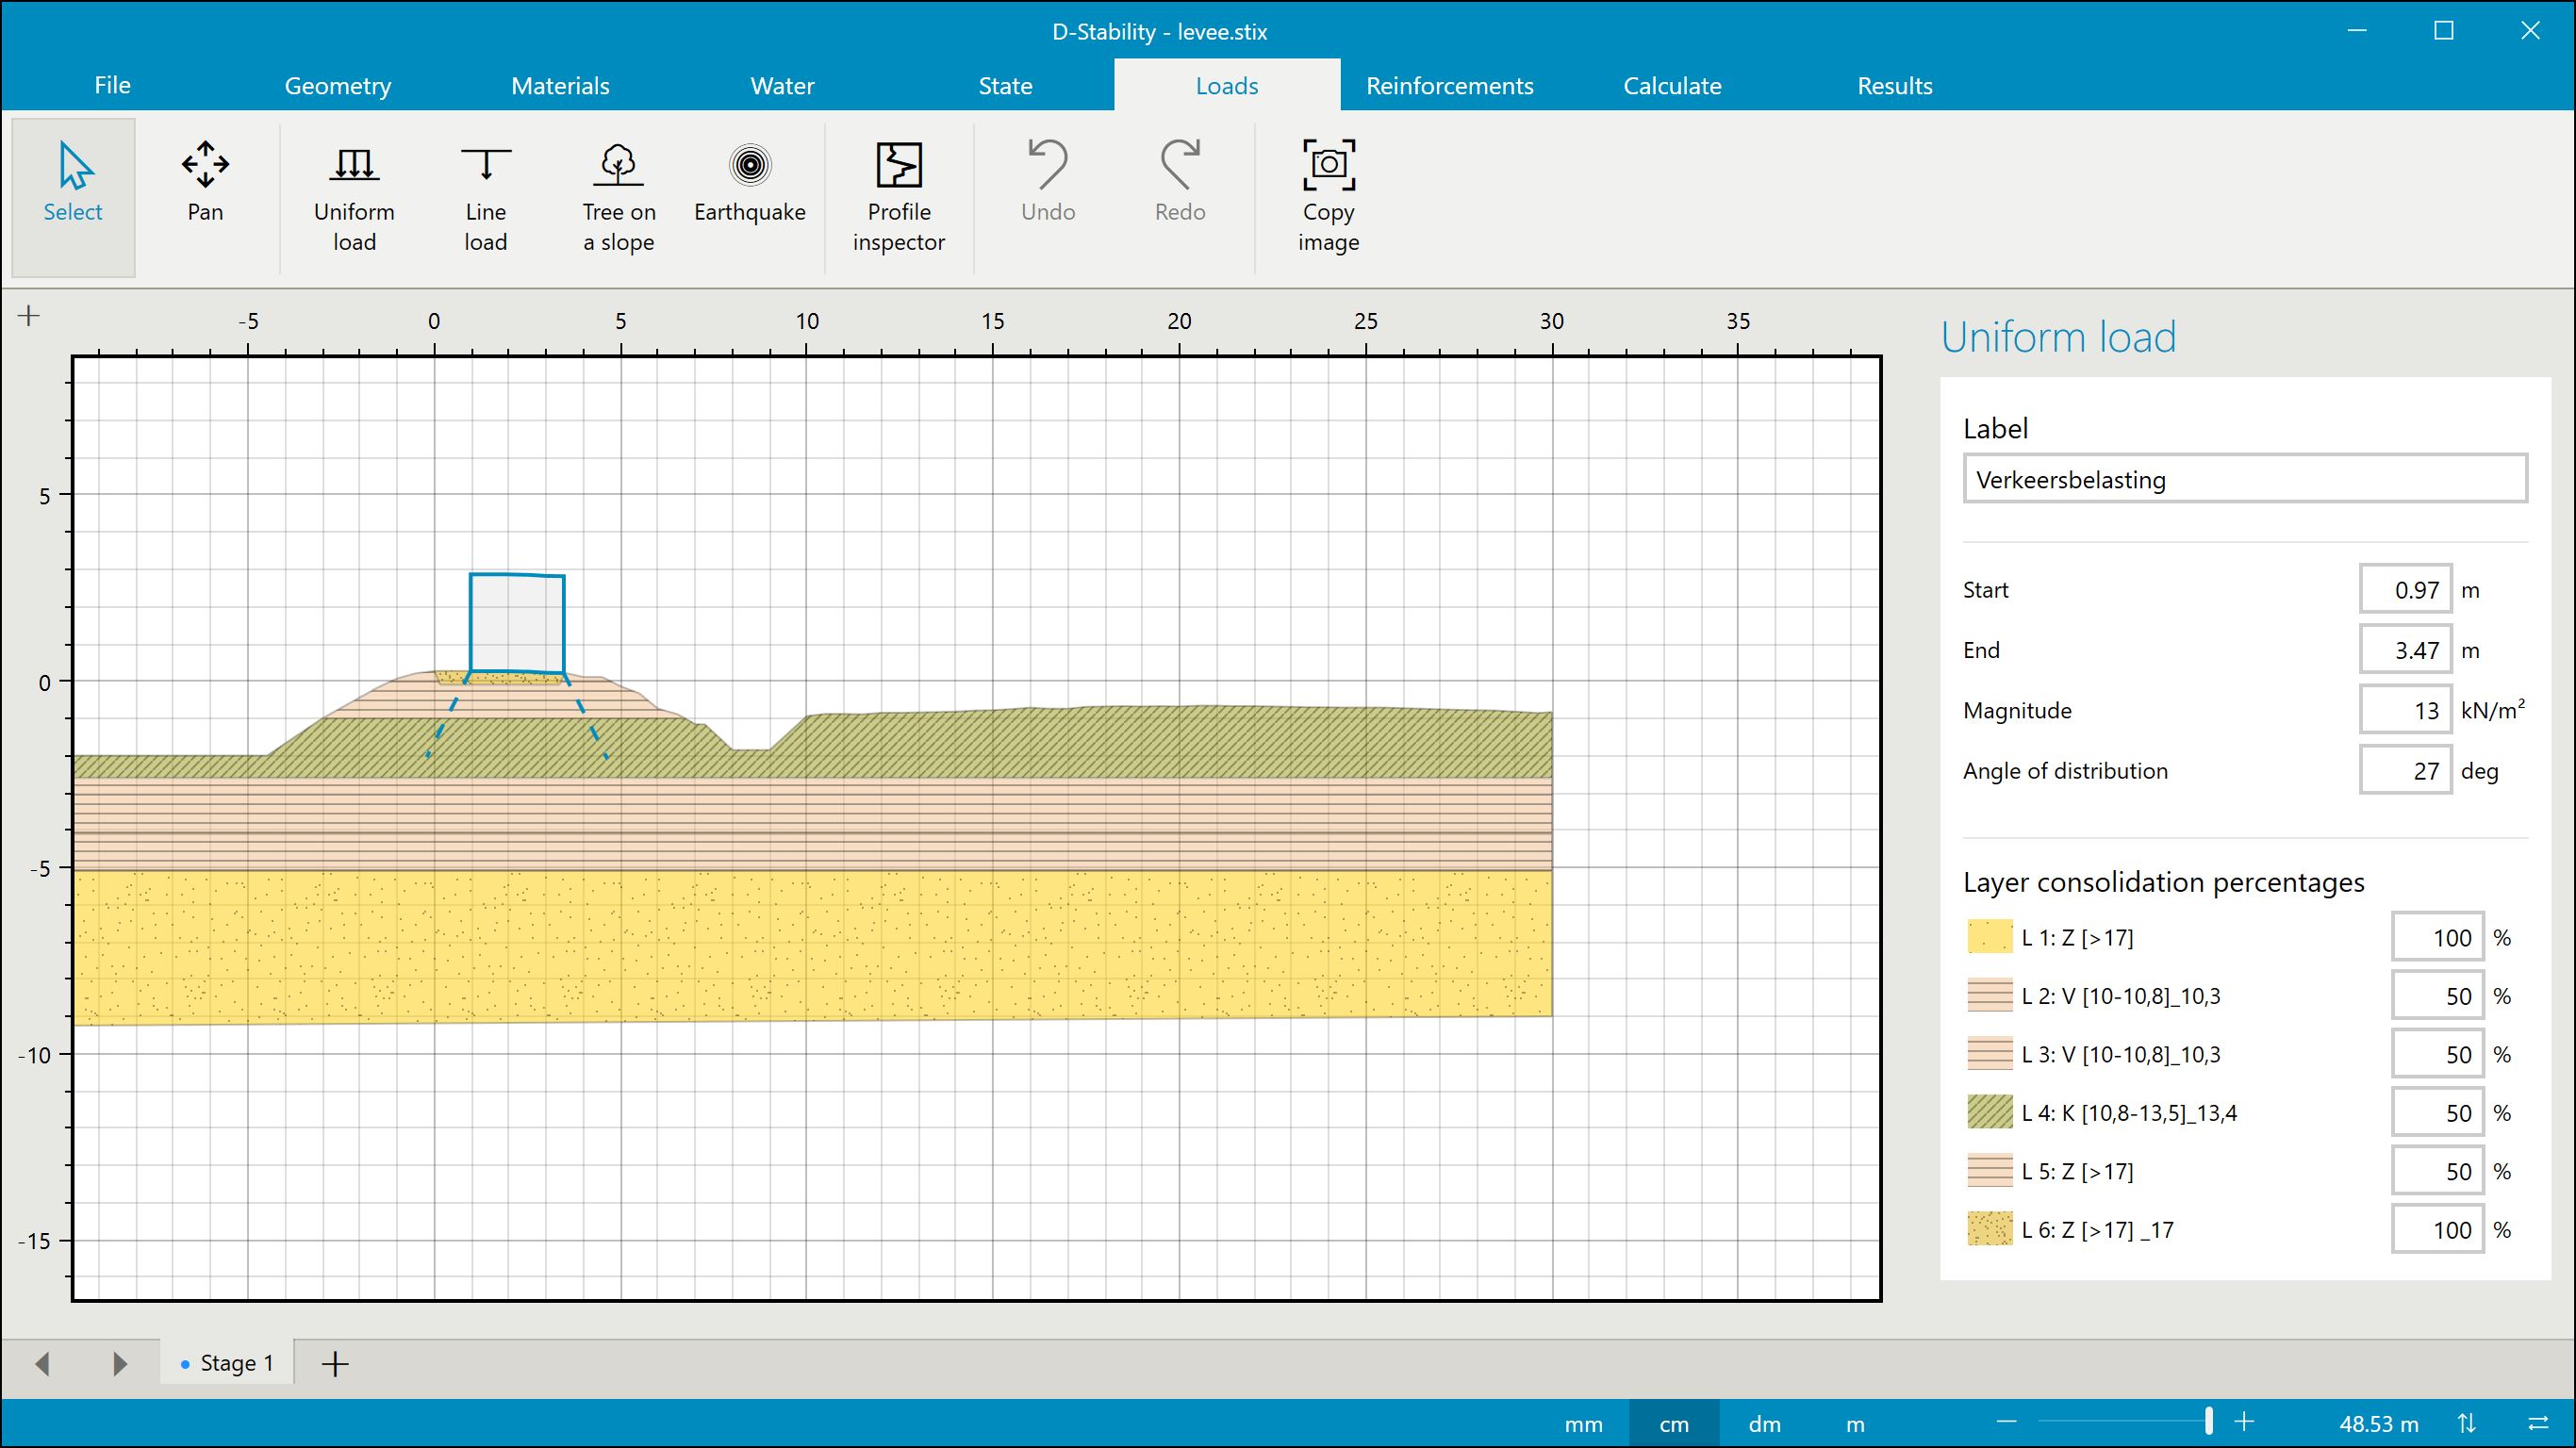 D-Stability - levee.stix
File Geometry Materials Water State Loads Reinforcements Calculate Results
Select Pan Uniform load Line load Tree on a slope Earthquake Profile inspector Undo Redo Copy image
-5 0 5 10 15 20 25 30 35
5
0
-5
-10
-15
Uniform load
Label
Verkeersbelasting
Start 0.97 m
End 3.47 m
Magnitude 13 kN/m²
Angle of distribution 27 deg
Layer consolidation percentages
L 1: Z [>17] 100 %
L 2: V [10-10,8]_10,3 50 %
L 3: V [10-10,8]_10,3 50 %
L 4: K [10,8-13,5]_13,4 50 %
L 5: Z [>17] 50 %
L 6: Z [>17] _17 100 %
Stage 1
mm cm dm m 48.53 m